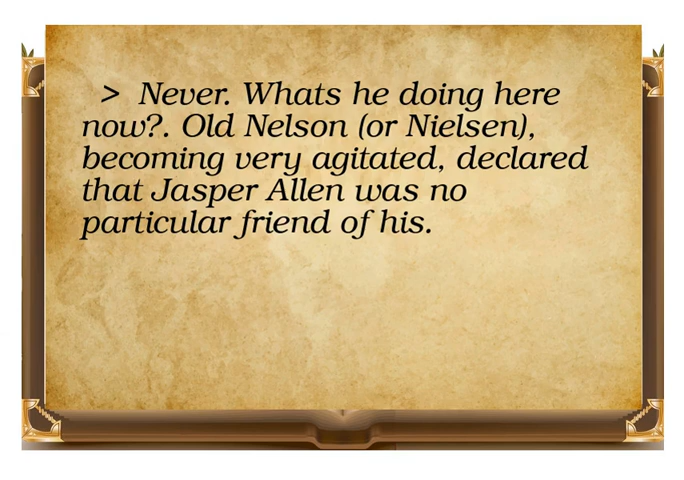 > Never. Whats he doing here
now?. Old Nelson (or Nielsen),
becoming very agitated, declared
that Jasper Allen was no
particular friend of his.